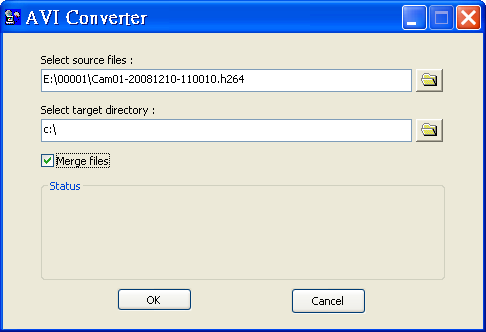 AVI Converter
Select source files :
E:\00001\Cam01-20081210-110010.h264
Select target directory :
c:\
Merge files
Status
OK
Cancel